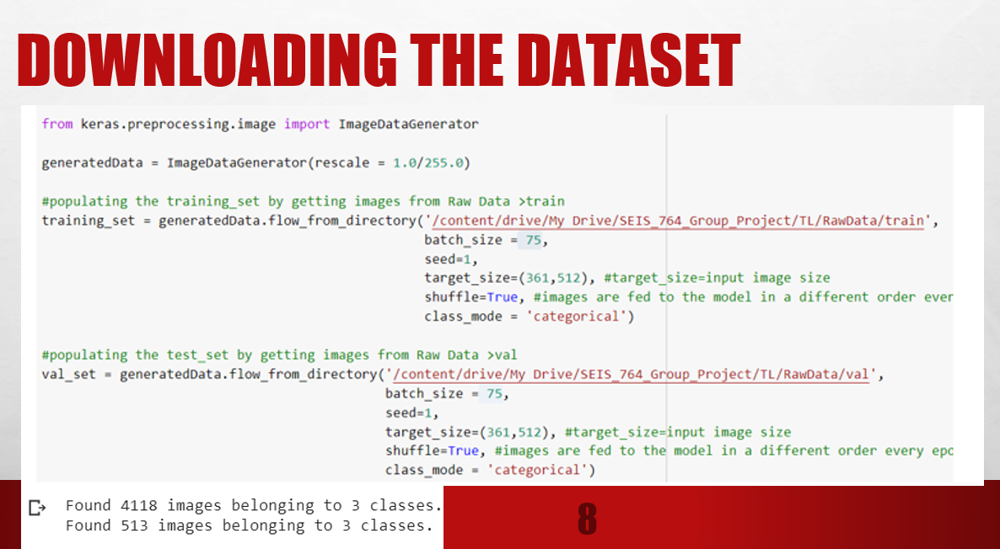 DOWNLOADING THE DATASET
from keras.preprocessing.image import ImageDataGenerator
generatedData = ImageDataGenerator(rescale = 1.0/255.0)
#populating the training_set by getting images from Raw Data >train
training_set = generatedData.flow_from_directory('/content/drive/My Drive/SEIS_764_Group_Project/TL/RawData/train',
batch_size = 75,
seed=1,
target_size=(361,512), #target_size=input image size
shuffle=True, #images are fed to the model in a different order ever
class_mode = 'categorical')
#populating the test_set by getting images from Raw Data >val
val_set = generatedData.flow_from_directory('/content/drive/My Drive/SEIS_764_Group_Project/TL/RawData/val',
batch_size = 75,
seed=1,
target_size=(361,512), #target_size=input image size
shuffle=True, #images are fed to the model in a different order every epo
class_mode = 'categorical')
Found 4118 images belonging to 3 classes.
Found 513 images belonging to 3 classes.
8